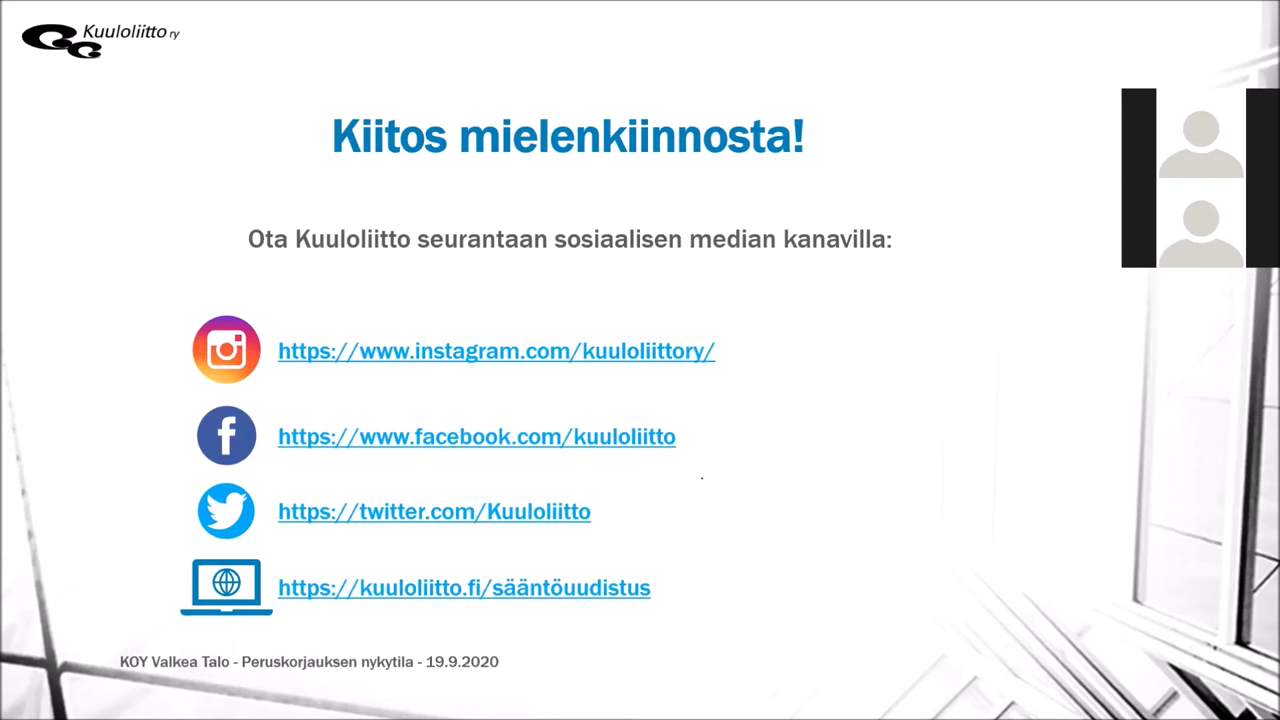 Kuuloliitto ry
Kiitos mielenkiinnosta!
Ota Kuuloliitto seurantaan sosiaalisen median kanavilla:
https://www.instagram.com/kuuloliittory/
https://www.facebook.com/kuuloliitto
https://twitter.com/Kuuloliitto
https://kuuloliitto.fi/sääntöuudistus
KOY Valkea Talo - Peruskorjauksen nykytila - 19.9.2020